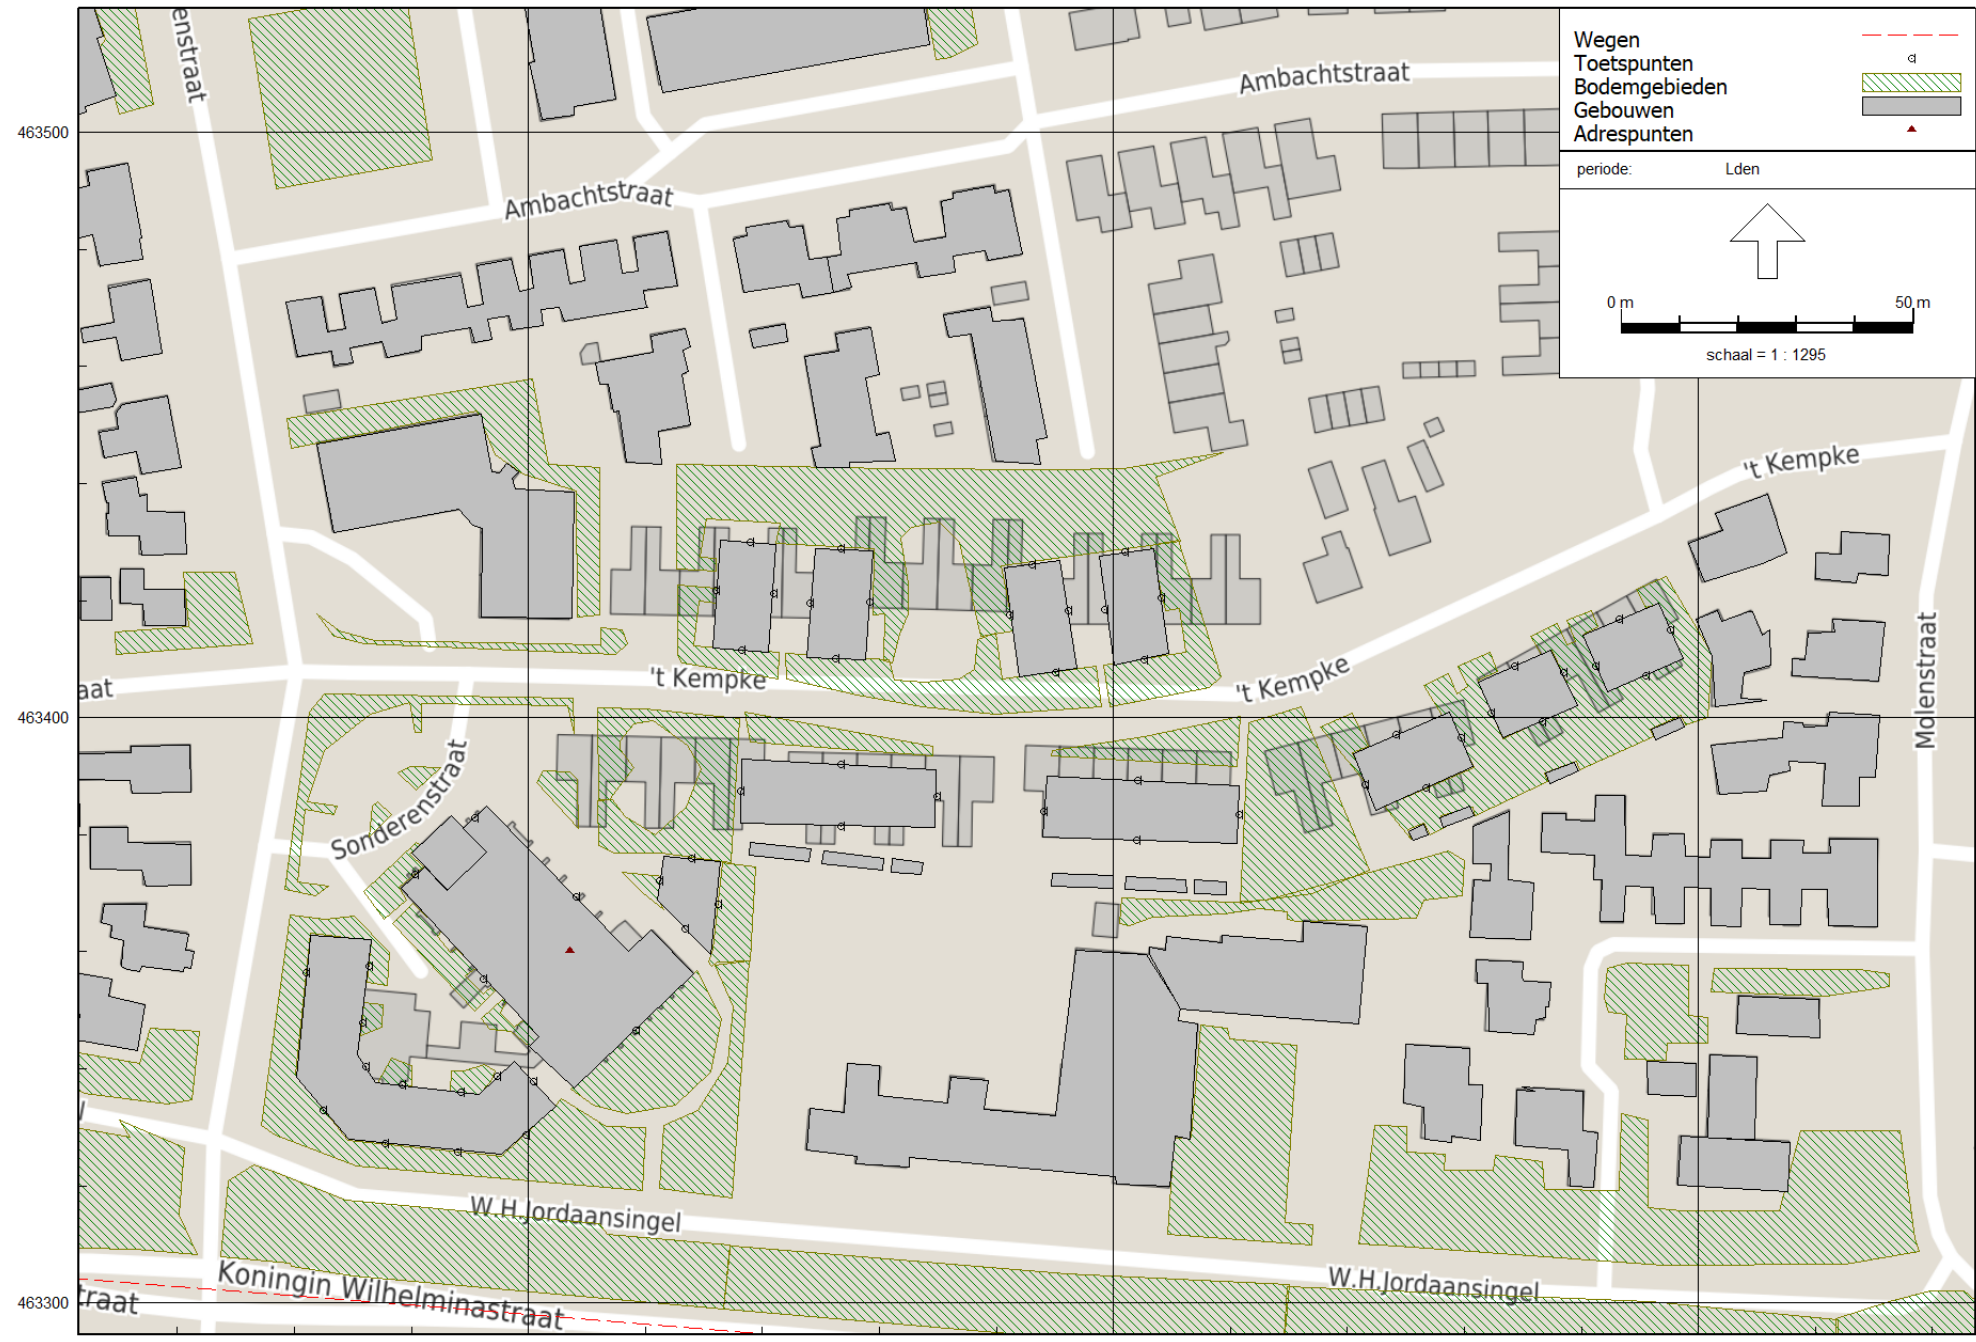 enstraat
Ambachtstraat
Wegen
Toetspunten
Bodemgebieden
Gebouwen
Adrespunten
463500
periode: Lden
Ambachtstraat
0 m 50 m
schaal = 1 : 1295
't Kempke
't Kempke
't Kempke
aat
Molenstraat
463400
Sonderenstraat
W.H.Jordaansingel
Koningin Wilhelminastraat
W.H.Jordaansingel
traat
463300